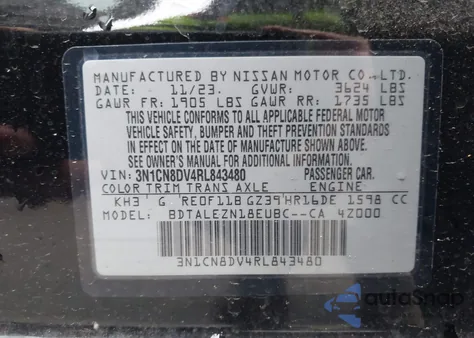 MANUFACTURED BY NISSAN MOTOR CO.,LTD.
DATE: 11/23. GVWR: 3624 LBS
GAWR FR: 1905 LBS GAWR RR: 1735 LBS
THIS VEHICLE CONFORMS TO ALL APPLICABLE FEDERAL MOTOR
VEHICLE SAFETY, BUMPER AND THEFT PREVENTION STANDARDS
IN EFFECT ON THE DATE OF MANUFACTURE SHOWN ABOVE.
SEE OWNER'S MANUAL FOR ADDITIONAL INFORMATION.
VIN: 3N1CN8DV4RL843480 PASSENGER CAR.
COLOR TRIM TRANS AXLE ENGINE
KH3 G RE0F11B GZ39 HR16DE 1598 CC
MODEL: BDTALEZN18EUBC--CA 4Z000
3N1CN8DV4RL843480
autoSnap